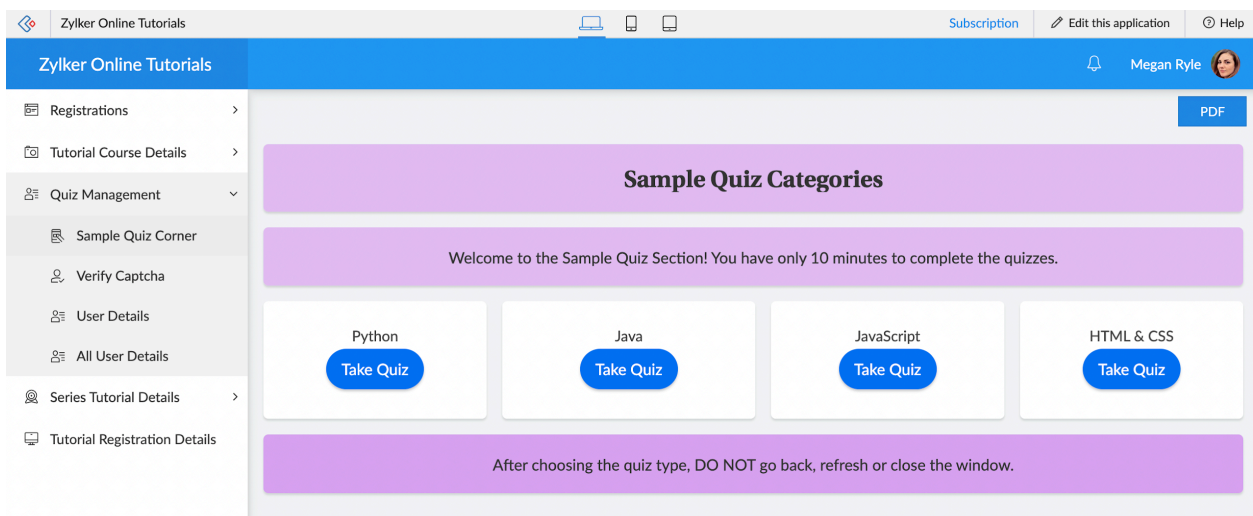 Zylker Online Tutorials
Subscription
Edit this application
Help
Zylker Online Tutorials
Megan Ryle
Registrations
Tutorial Course Details
Quiz Management
Sample Quiz Corner
Verify Captcha
User Details
All User Details
Series Tutorial Details
Tutorial Registration Details
PDF
Sample Quiz Categories
Welcome to the Sample Quiz Section! You have only 10 minutes to complete the quizzes.
Python
Take Quiz
Java
Take Quiz
JavaScript
Take Quiz
HTML & CSS
Take Quiz
After choosing the quiz type, DO NOT go back, refresh or close the window.